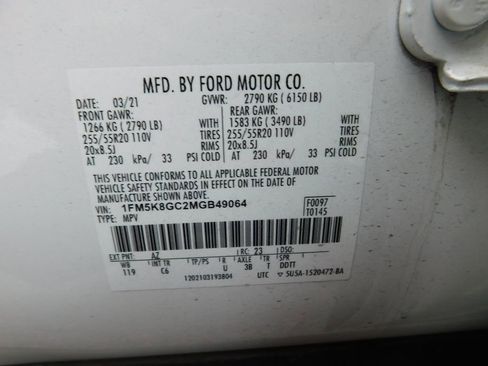 MFD. BY FORD MOTOR CO.
DATE: 03/21 GVWR: 2790 KG ( 6150 LB)
FRONT GAWR: REAR GAWR:
1266 KG ( 2790 LB) 1583 KG ( 3490 LB)
255/55R20 110V TIRES 255/55R20 110V TIRES
20x8.5J RIMS 20x8.5J RIMS
AT 230 kPa/ 33 PSI COLD AT 230 kPa/ 33 PSI COLD
THIS VEHICLE CONFORMS TO ALL APPLICABLE FEDERAL MOTOR
VEHICLE SAFETY STANDARDS IN EFFECT ON THE DATE OF
MANUFACTURE SHOWN ABOVE.
VIN: 1FM5K8GC2MGB49064 F0097
TYPE: MPV T0145
EXT PNT: AZ RC: 23 DSO:
WB INT TR TP/PS R AXLE TR SPR
119 C6 U 3B T DDTT
1202103193804 UTC 5U5A-1520472-BA